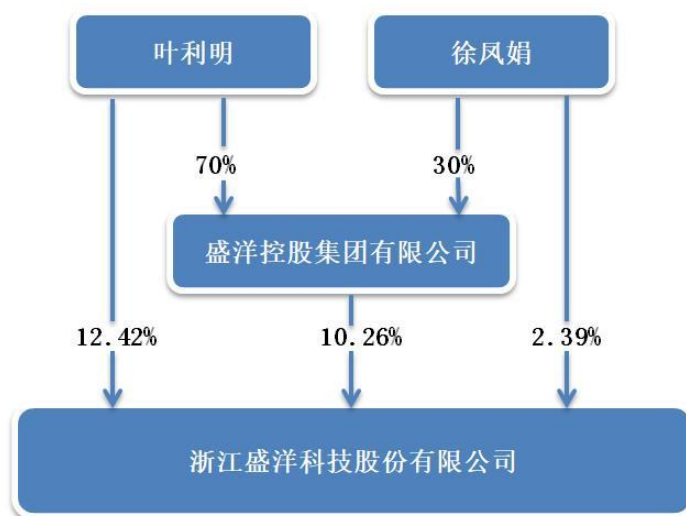 叶利明
徐凤娟
70%
30%
盛洋控股集团有限公司
12.42%
10.26%
2.39%
浙江盛洋科技股份有限公司